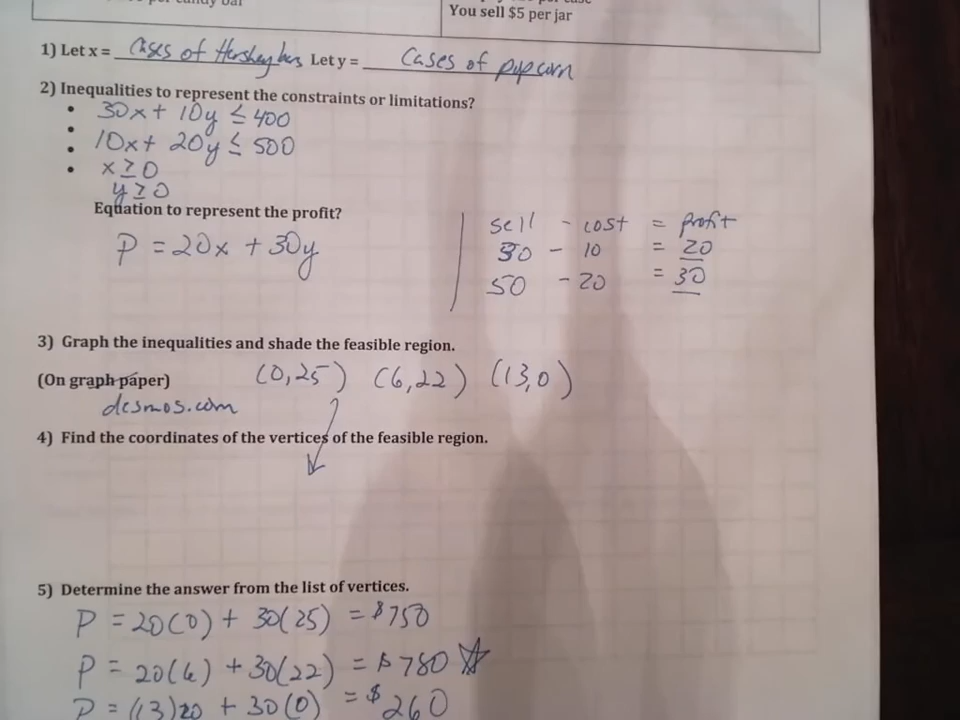 You sell $5 per jar
1) Let x = Cases of Hershey bars Let y = Cases of popcorn
2) Inequalities to represent the constraints or limitations?
• 30x + 10y ≤ 400
• 10x + 20y ≤ 500
• x ≥ 0
y ≥ 0
Equation to represent the profit?
P = 20x + 30y
sell - cost = profit
30 - 10 = 20
50 - 20 = 30
3) Graph the inequalities and shade the feasible region.
(On graph paper) (0,25) (6,22) (13,0)
desmos.com
4) Find the coordinates of the vertices of the feasible region.
5) Determine the answer from the list of vertices.
P = 20(0) + 30(25) = $750
P = 20(6) + 30(22) = $780
P = (13)20 + 30(0) = $260